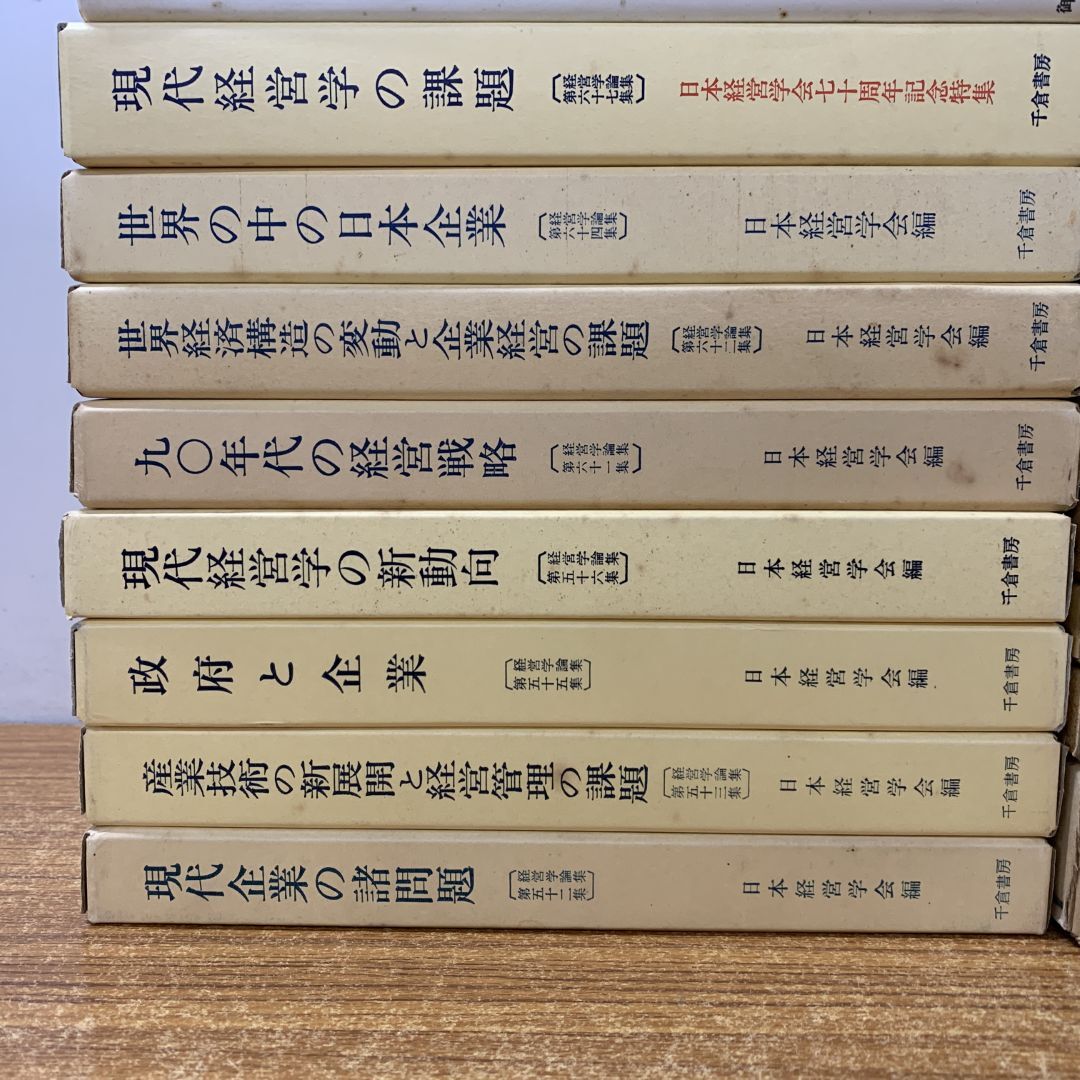 御
現代経営学の課題
経営学論集
第六十七集
日本経営学会七十周年記念特集
千倉書房
世界の中の日本企業
経営学論集
第六十四集
日本経営学会編
千倉書房
世界経済構造の変動と企業経営の課題
経営学論集
第六十二集
日本経営学会編
千倉書房
九〇年代の経営戦略
経営学論集
第六十一集
日本経営学会編
千倉書房
現代経営学の新動向
経営学論集
第五十六集
日本経営学会編
千倉書房
政府と企業
経営学論集
第五十五集
日本経営学会編
千倉書房
産業技術の新展開と経営管理の課題
経営学論集
第五十三集
日本経営学会編
千倉書房
現代企業の諸問題
経営学論集
第五十二集
日本経営学会編
千倉書房